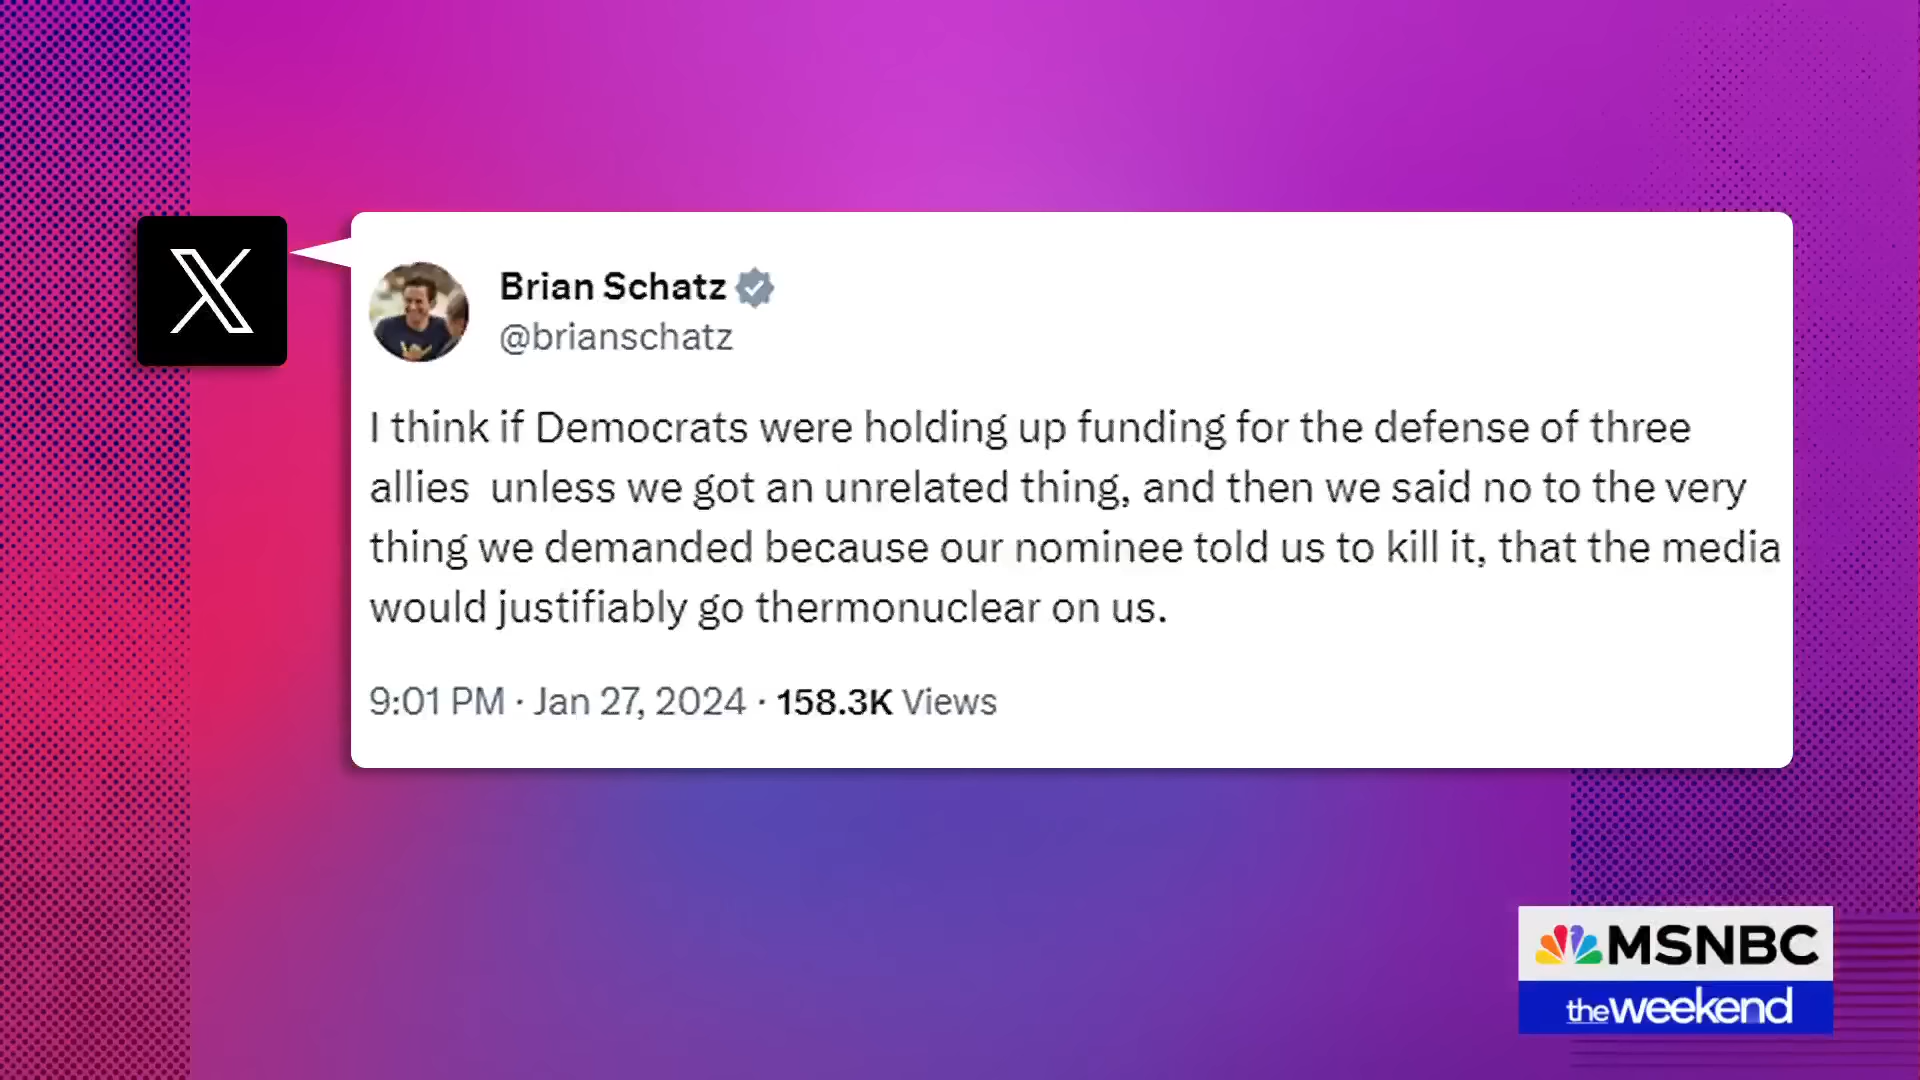 Brian Schatz
@brianschatz
I think if Democrats were holding up funding for the defense of three
allies  unless we got an unrelated thing, and then we said no to the very
thing we demanded because our nominee told us to kill it, that the media
would justifiably go thermonuclear on us.
9:01 PM · Jan 27, 2024 · 158.3K Views
MSNBC
theweekend